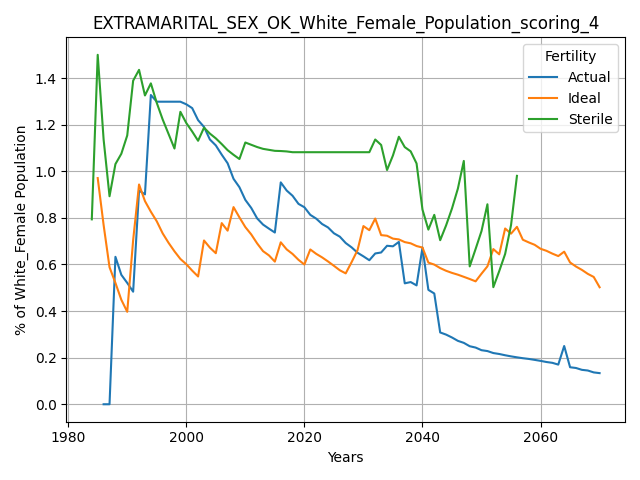 EXTRAMARITAL_SEX_OK_White_Female_Population_scoring_4
% of White_Female Population
1.4
1.2
1.0
0.8
0.6
0.4
0.2
0.0
Fertility
Actual
Ideal
Sterile
1980 2000 2020 2040 2060
Years